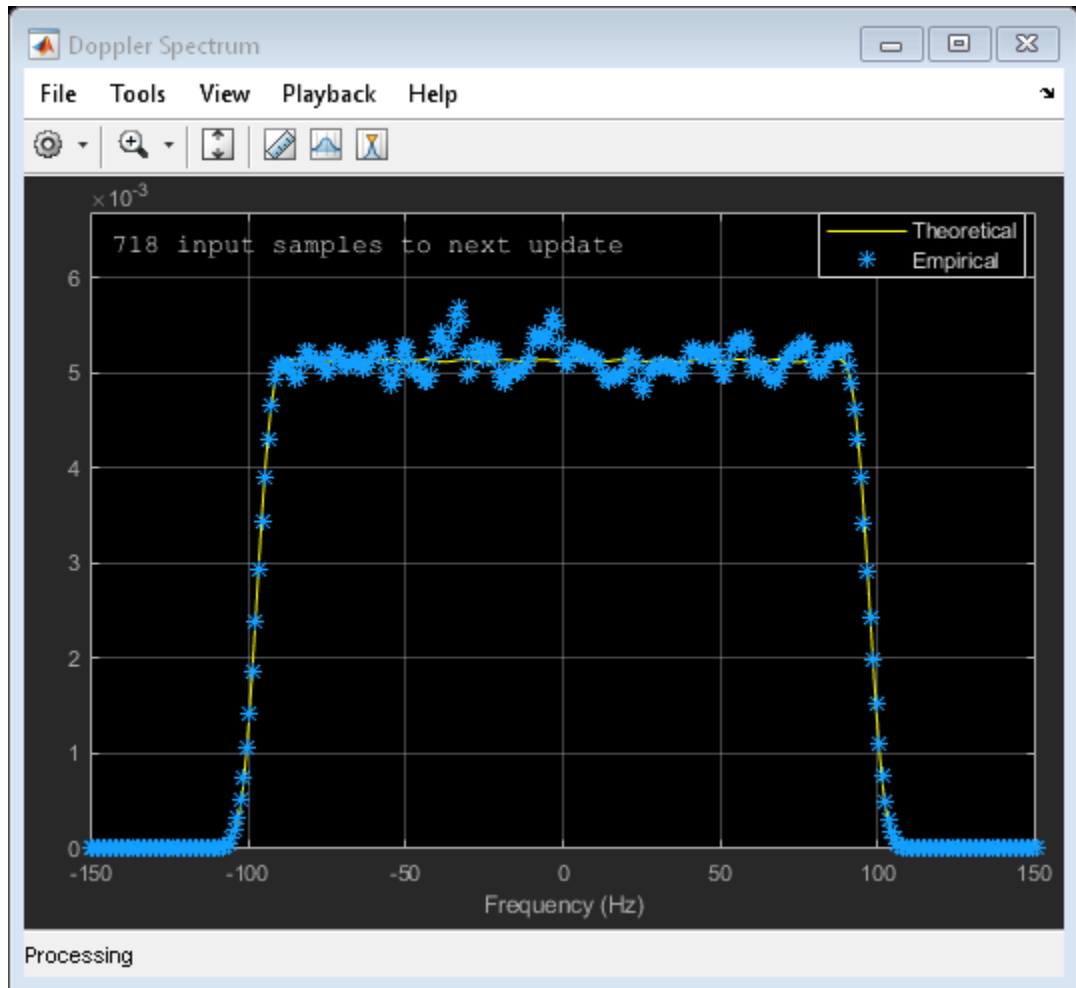 Doppler Spectrum
File Tools View Playback Help
×10-3
718 input samples to next update
Theoretical
Empirical
6
5
4
3
2
1
0
-150 -100 -50 0 50 100 150
Frequency (Hz)
Processing